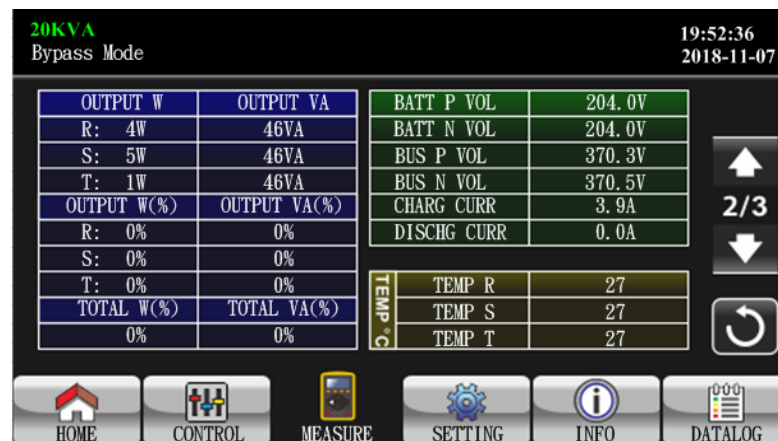 20KVA
Bypass Mode
19:52:36
2018-11-07
OUTPUT W OUTPUT VA
R: 4W 46VA
S: 5W 46VA
T: 1W 46VA
OUTPUT W(%) OUTPUT VA(%)
R: 0% 0%
S: 0% 0%
T: 0% 0%
TOTAL W(%) TOTAL VA(%)
0% 0%
BATT P VOL 204.0V
BATT N VOL 204.0V
BUS P VOL 370.3V
BUS N VOL 370.5V
CHARG CURR 3.9A
DISCHG CURR 0.0A
TEMP °C
TEMP R 27
TEMP S 27
TEMP T 27
2/3
HOME CONTROL MEASURE SETTING INFO DATALOG